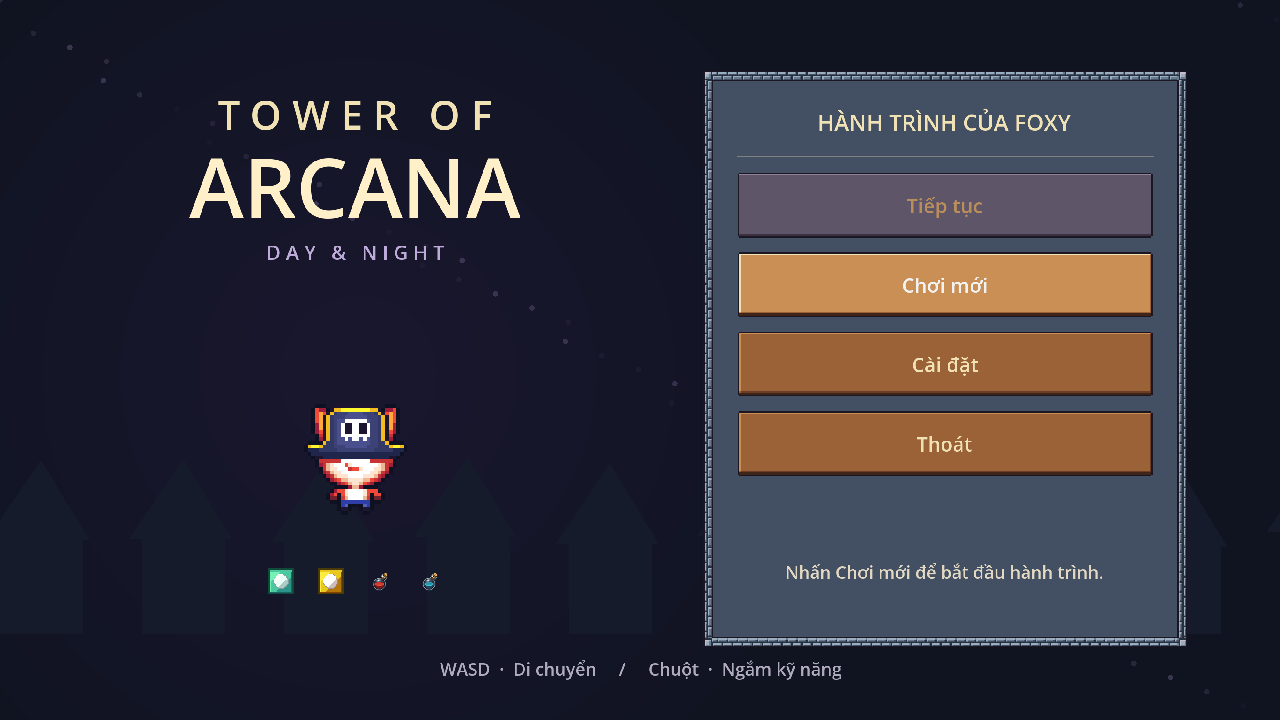 TOWER OF
ARCANA
DAY & NIGHT
HÀNH TRÌNH CỦA FOXY
Tiếp tục
Chơi mới
Cài đặt
Thoát
Nhấn Chơi mới để bắt đầu hành trình.
WASD · Di chuyển / Chuột · Ngắm kỹ năng